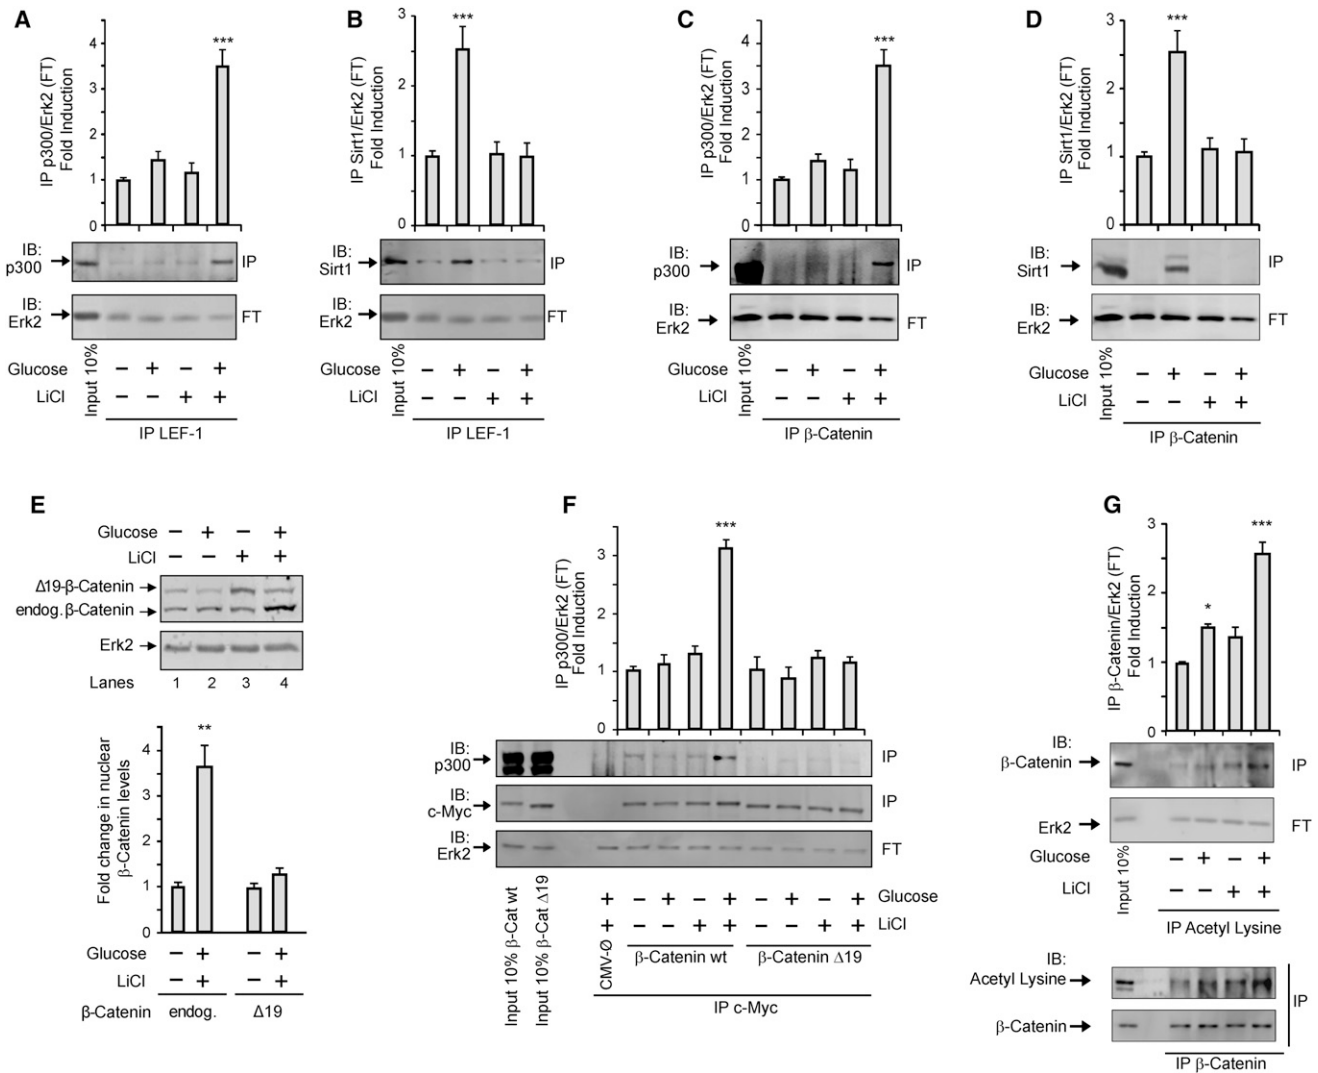 A
IP p300/Erk2 (FT)
Fold Induction
4
3
2
1
0
***
IB:
p300
IP
IB:
Erk2
FT
Input 10%
Glucose − + − +
LiCl − − + +
IP LEF-1
B
IP Sirt1/Erk2 (FT)
Fold Induction
3
2
1
0
***
IB:
Sirt1
IP
IB:
Erk2
FT
Input 10%
Glucose − + − +
LiCl − − + +
IP LEF-1
C
IP p300/Erk2 (FT)
Fold Induction
4
3
2
1
0
***
IB:
p300
IP
IB:
Erk2
FT
Input 10%
Glucose − + − +
LiCl − − + +
IP β-Catenin
D
IP Sirt1/Erk2 (FT)
Fold Induction
3
2
1
0
***
IB:
Sirt1
IP
IB:
Erk2
FT
Input 10%
Glucose − + − +
LiCl − − + +
IP β-Catenin
E
Glucose − + − +
LiCl − − + +
Δ19-β-Catenin
endog.β-Catenin
Erk2
Lanes 1 2 3 4
Fold change in nuclear
β-Catenin levels
4
3
2
1
0
**
Glucose − + − +
LiCl − + − +
β-Catenin endog. Δ19
F
IP p300/Erk2 (FT)
Fold Induction
3
2
1
0
***
IB:
p300
IP
IB:
c-Myc
IP
IB:
Erk2
FT
Input 10% β-Cat wt
Input 10% β-Cat Δ19
+ − + − + − + − + Glucose
+ − − + + − − + + LiCl
CMV-Ø
β-Catenin wt
β-Catenin Δ19
IP c-Myc
G
IP β-Catenin/Erk2 (FT)
Fold Induction
3
2
1
0
*
***
IB:
β-Catenin
IP
Erk2
FT
Input 10%
Glucose − + − +
LiCl − − + +
IP Acetyl Lysine
IB:
Acetyl Lysine
β-Catenin
IP
IP β-Catenin